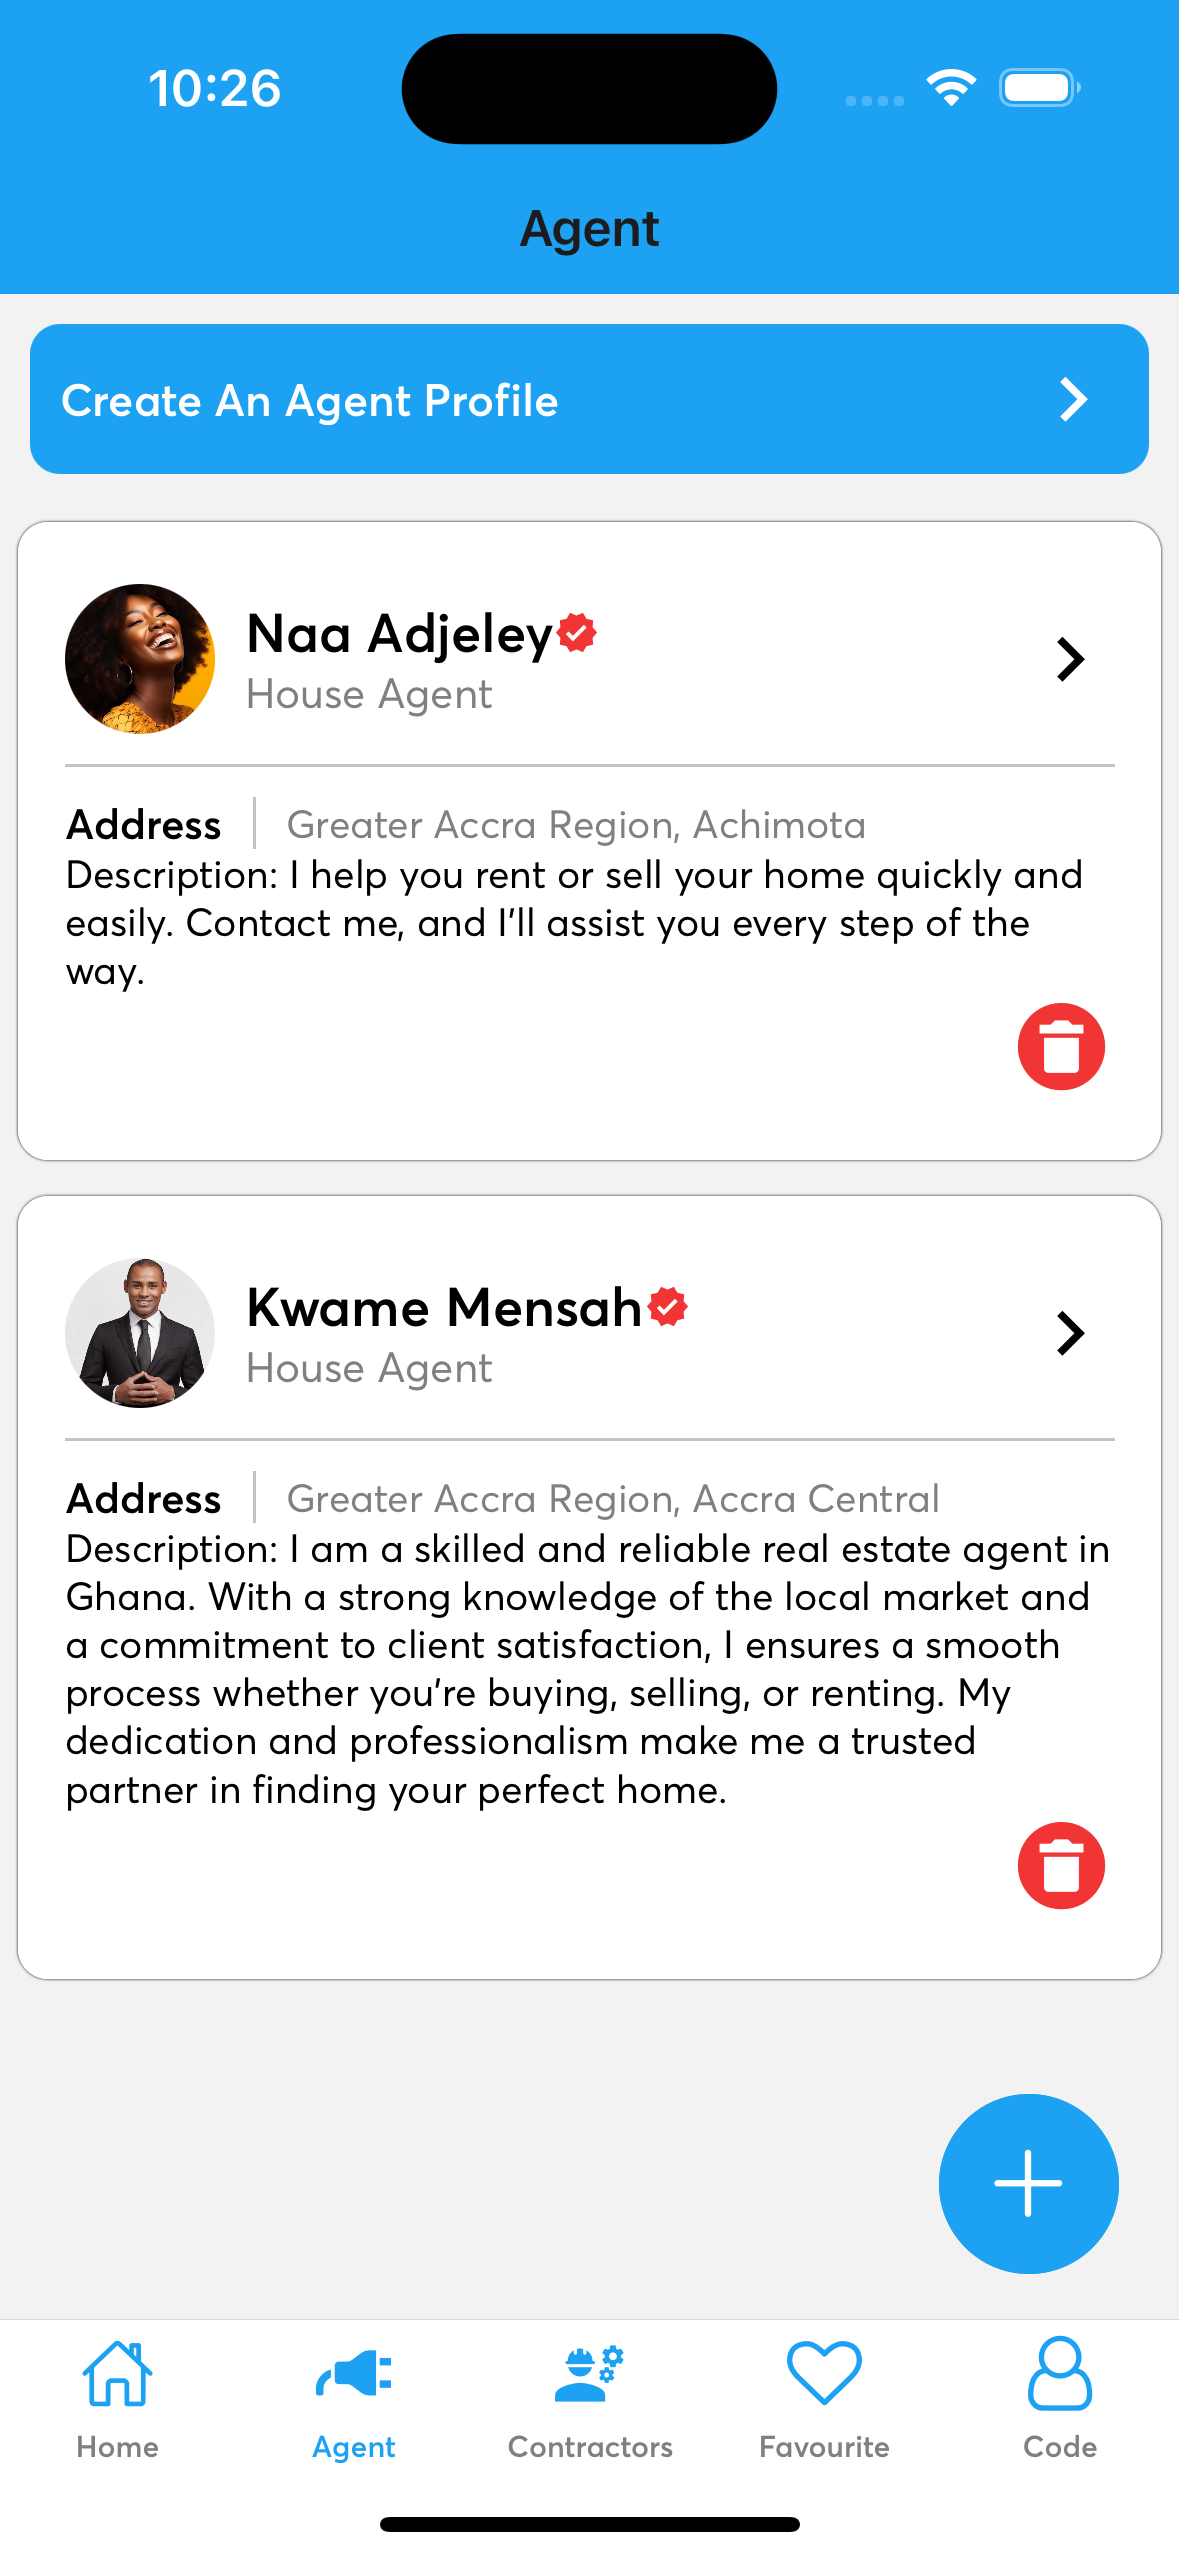 10:26
Agent
Create An Agent Profile
Naa Adjeley
House Agent
Address
Greater Accra Region, Achimota
Description: I help you rent or sell your home quickly and
easily. Contact me, and I'll assist you every step of the
way.
Kwame Mensah
House Agent
Address
Greater Accra Region, Accra Central
Description: I am a skilled and reliable real estate agent in
Ghana. With a strong knowledge of the local market and
a commitment to client satisfaction, I ensures a smooth
process whether you're buying, selling, or renting. My
dedication and professionalism make me a trusted
partner in finding your perfect home.
Home
Agent
Contractors
Favourite
Code